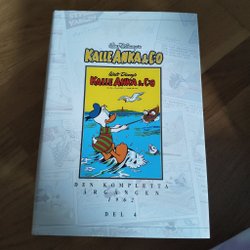 Walt Disney's
KALLE ANKA & C:O
Walt Disney's
KALLE ANKA & C:O
DEN KOMPLETTA
ÅRGÅNGEN
1962
DEL 4